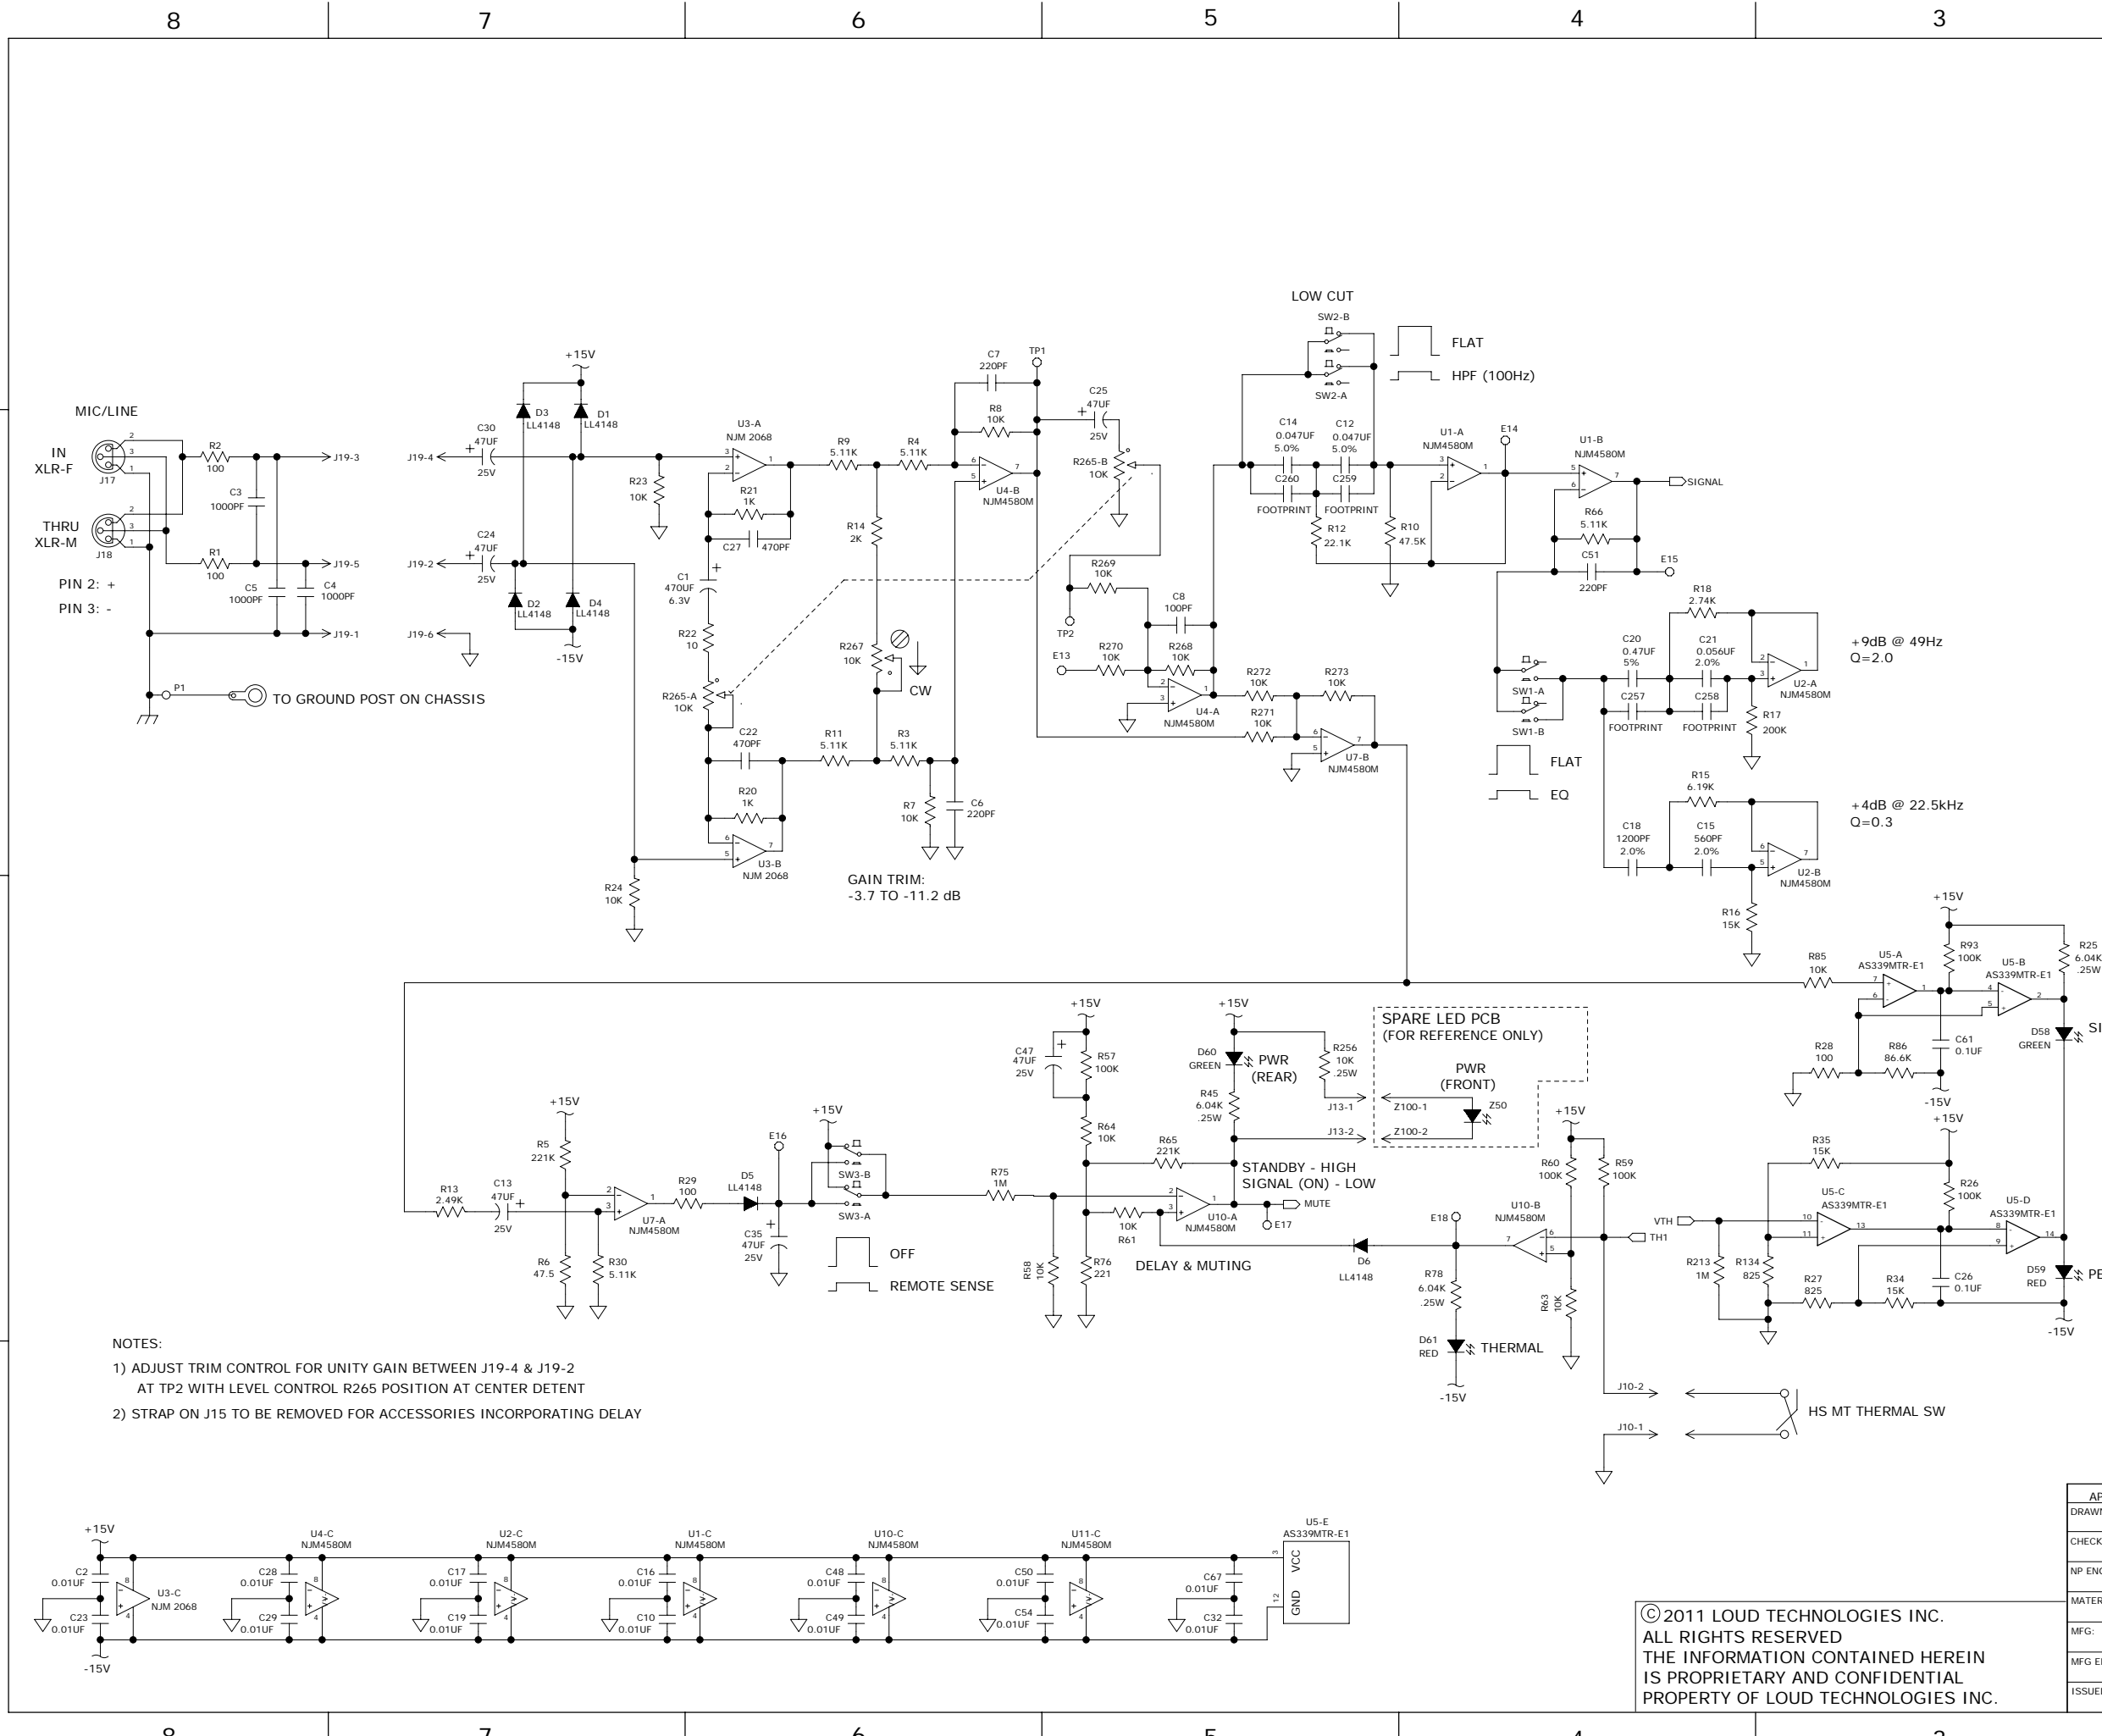 8 7 6 5 4 3
LOW CUT
SW2-B
FLAT
HPF (100Hz)
SW2-A
MIC/LINE
IN
XLR-F
J17
THRU
XLR-M
J18
PIN 2: +
PIN 3: -
2
3
1
2
3
1
R2
100
R1
100
C3
1000PF
C5
1000PF
C4
1000PF
J19-3
J19-5
J19-1
J19-4
J19-2
J19-6
P1
TO GROUND POST ON CHASSIS
C30
47UF
25V
C24
47UF
25V
+15V
D3
LL4148
D1
LL4148
D2
LL4148
D4
LL4148
-15V
R23
10K
R24
10K
U3-A
NJM 2068
R21
1K
C27 470PF
C1
470UF
6.3V
R22
10
R265-A
10K
C22
470PF
R20
1K
U3-B
NJM 2068
R9
5.11K
R4
5.11K
R14
2K
R267
10K
CW
R11
5.11K
R3
5.11K
R7
10K
C6
220PF
GAIN TRIM:
-3.7 TO -11.2 dB
C7
220PF
R8
10K
TP1
U4-B
NJM4580M
C25
47UF
25V
R265-B
10K
R269
10K
TP2
E13
R270
10K
C8
100PF
R268
10K
U4-A
NJM4580M
R272
10K
R271
10K
R273
10K
U7-B
NJM4580M
C14
0.047UF
5.0%
C12
0.047UF
5.0%
C260
FOOTPRINT
C259
FOOTPRINT
R12
22.1K
R10
47.5K
U1-A
NJM4580M
E14
U1-B
NJM4580M
SIGNAL
R66
5.11K
C51
220PF
E15
SW1-A
SW1-B
FLAT
EQ
R18
2.74K
C20
0.47UF
5%
C21
0.056UF
2.0%
C257
FOOTPRINT
C258
FOOTPRINT
U2-A
NJM4580M
R17
200K
+9dB @ 49Hz
Q=2.0
R15
6.19K
C18
1200PF
2.0%
C15
560PF
2.0%
U2-B
NJM4580M
R16
15K
+4dB @ 22.5kHz
Q=0.3
R85
10K
U5-A
AS339MTR-E1
+15V
R93
100K
U5-B
AS339MTR-E1
R25
6.04K
.25W
D58
GREEN
SI
R28
100
R86
86.6K
C61
0.1UF
-15V
+15V
R35
15K
R26
100K
U5-C
AS339MTR-E1
U5-D
AS339MTR-E1
VTH
R213
1M
R134
825
R27
825
R34
15K
C26
0.1UF
D59
RED
PE
-15V
+15V
R5
221K
R13
2.49K
C13
47UF
25V
R6
47.5
R30
5.11K
U7-A
NJM4580M
R29
100
D5
LL4148
E16
C35
47UF
25V
+15V
SW3-B
SW3-A
OFF
REMOTE SENSE
R75
1M
R58
10K
+15V
C47
47UF
25V
R57
100K
R64
10K
R65
221K
R76
221
10K
R61
U10-A
NJM4580M
DELAY & MUTING
+15V
D60
GREEN
PWR
(REAR)
R45
6.04K
.25W
R256
10K
.25W
J13-1
J13-2
STANDBY - HIGH
SIGNAL (ON) - LOW
MUTE
E17
SPARE LED PCB
(FOR REFERENCE ONLY)
PWR
(FRONT)
Z100-1
Z50
Z100-2
D6
LL4148
E18
R78
6.04K
.25W
D61
RED
THERMAL
-15V
U10-B
NJM4580M
+15V
R60
100K
R59
100K
R63
10K
TH1
J10-2
J10-1
HS MT THERMAL SW
NOTES:
1) ADJUST TRIM CONTROL FOR UNITY GAIN BETWEEN J19-4 & J19-2
AT TP2 WITH LEVEL CONTROL R265 POSITION AT CENTER DETENT
2) STRAP ON J15 TO BE REMOVED FOR ACCESSORIES INCORPORATING DELAY
+15V
C2
0.01UF
C23
0.01UF
U3-C
NJM 2068
-15V
U4-C
NJM4580M
C28
0.01UF
C29
0.01UF
U2-C
NJM4580M
C17
0.01UF
C19
0.01UF
U1-C
NJM4580M
C16
0.01UF
C10
0.01UF
U10-C
NJM4580M
C48
0.01UF
C49
0.01UF
U11-C
NJM4580M
C50
0.01UF
C54
0.01UF
C67
0.01UF
C32
0.01UF
U5-E
AS339MTR-E1
3
VCC
12
GND
©2011 LOUD TECHNOLOGIES INC.
ALL RIGHTS RESERVED
THE INFORMATION CONTAINED HEREIN
IS PROPRIETARY AND CONFIDENTIAL
PROPERTY OF LOUD TECHNOLOGIES INC.
AP
DRAWN
CHECK
NP ENG
MATER
MFG:
MFG E
ISSUE
8 7 6 5 4 3